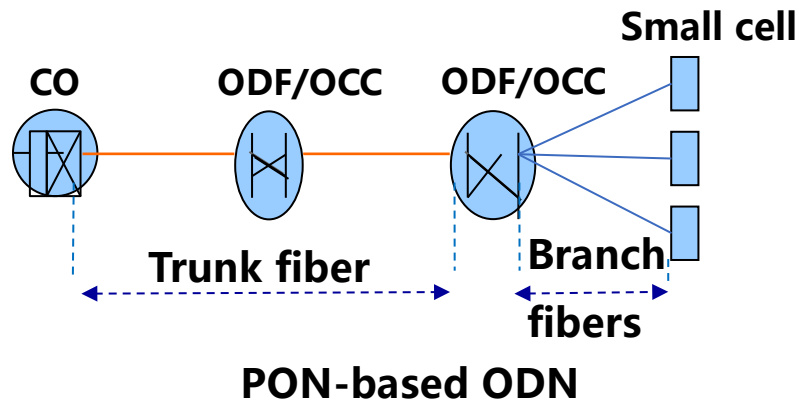 Small cell
CO
ODF/OCC
ODF/OCC
Trunk fiber
Branch
fibers
PON-based ODN